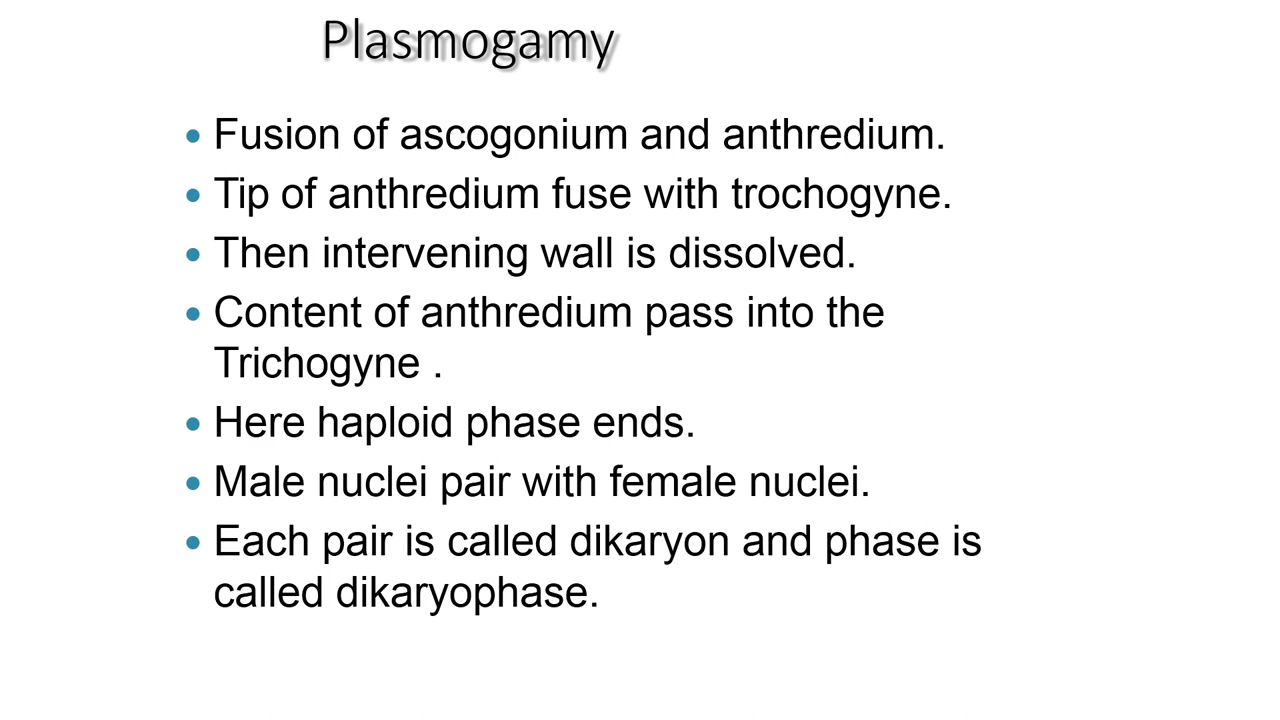 Plasmogamy
• Fusion of ascogonium and anthredium.
• Tip of anthredium fuse with trochogyne.
• Then intervening wall is dissolved.
• Content of anthredium pass into the
Trichogyne .
• Here haploid phase ends.
• Male nuclei pair with female nuclei.
• Each pair is called dikaryon and phase is
called dikaryophase.